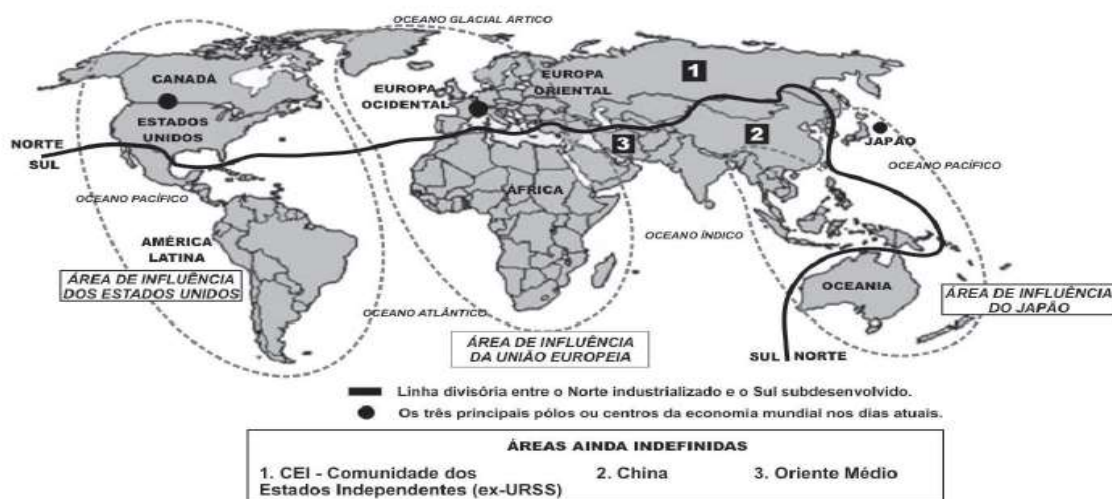 OCEANO GLACIAL ÁRTICO
CANADÁ
ESTADOS
UNIDOS
EUROPA
OCIDENTAL
EUROPA
ORIENTAL
1
2
3
JAPÃO
NORTE
SUL
OCEANO PACÍFICO
OCEANO PACÍFICO
ÁFRICA
AMÉRICA
LATINA
OCEANO ÍNDICO
ÁREA DE INFLUÊNCIA
DOS ESTADOS UNIDOS
OCEANIA
ÁREA DE INFLUÊNCIA
DO JAPÃO
OCEANO ATLÂNTICO
ÁREA DE INFLUÊNCIA
DA UNIÃO EUROPEIA
SUL NORTE
Linha divisória entre o Norte industrializado e o Sul subdesenvolvido.
Os três principais pólos ou centros da economia mundial nos dias atuais.
ÁREAS AINDA INDEFINIDAS
1. CEI - Comunidade dos
Estados Independentes (ex-URSS)
2. China
3. Oriente Médio